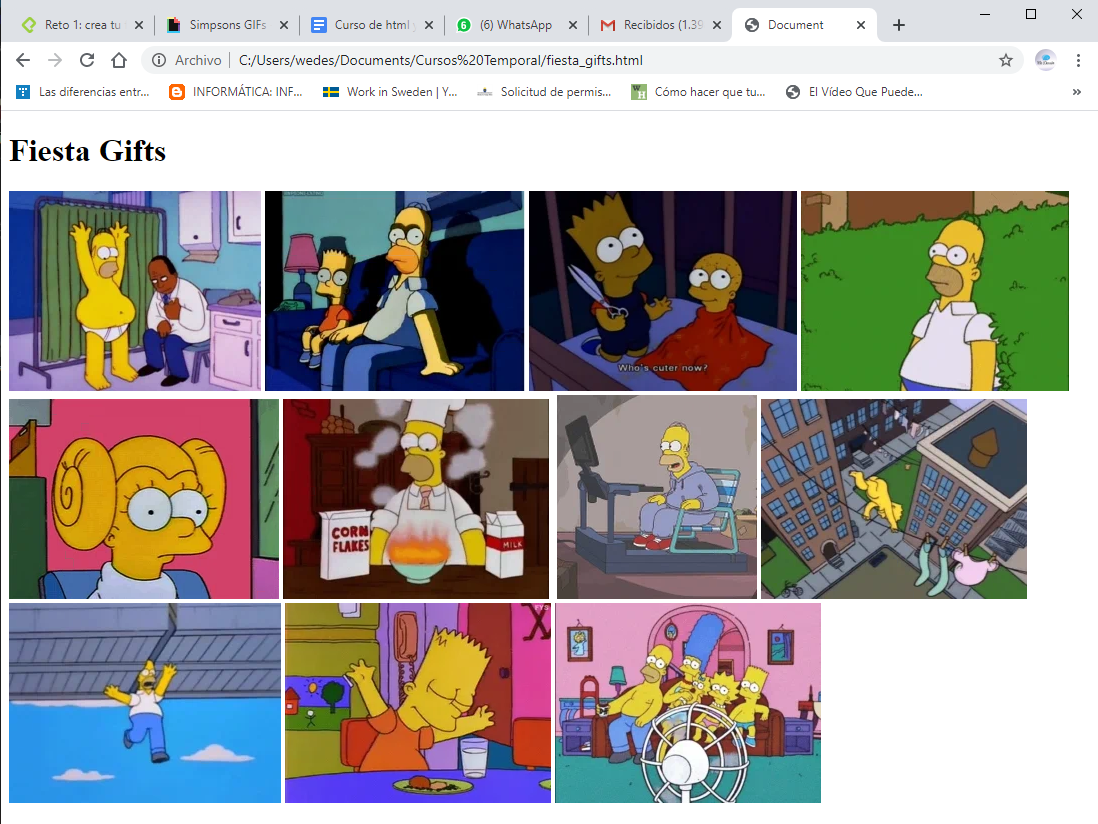 Reto 1: crea tu
Simpsons GIFs
Curso de html y
6
(6) WhatsApp
Recibidos (1.39
Document
Archivo
C:/Users/wedes/Documents/Cursos%20Temporal/fiesta_gifts.html
Las diferencias entr...
INFORMÁTICA: INF...
Work in Sweden | Y...
Solicitud de permis...
Cómo hacer que tu...
El Vídeo Que Puede...
»
Fiesta Gifts
Who's cuter now?
CORN
FLAKES
MILK
FYS